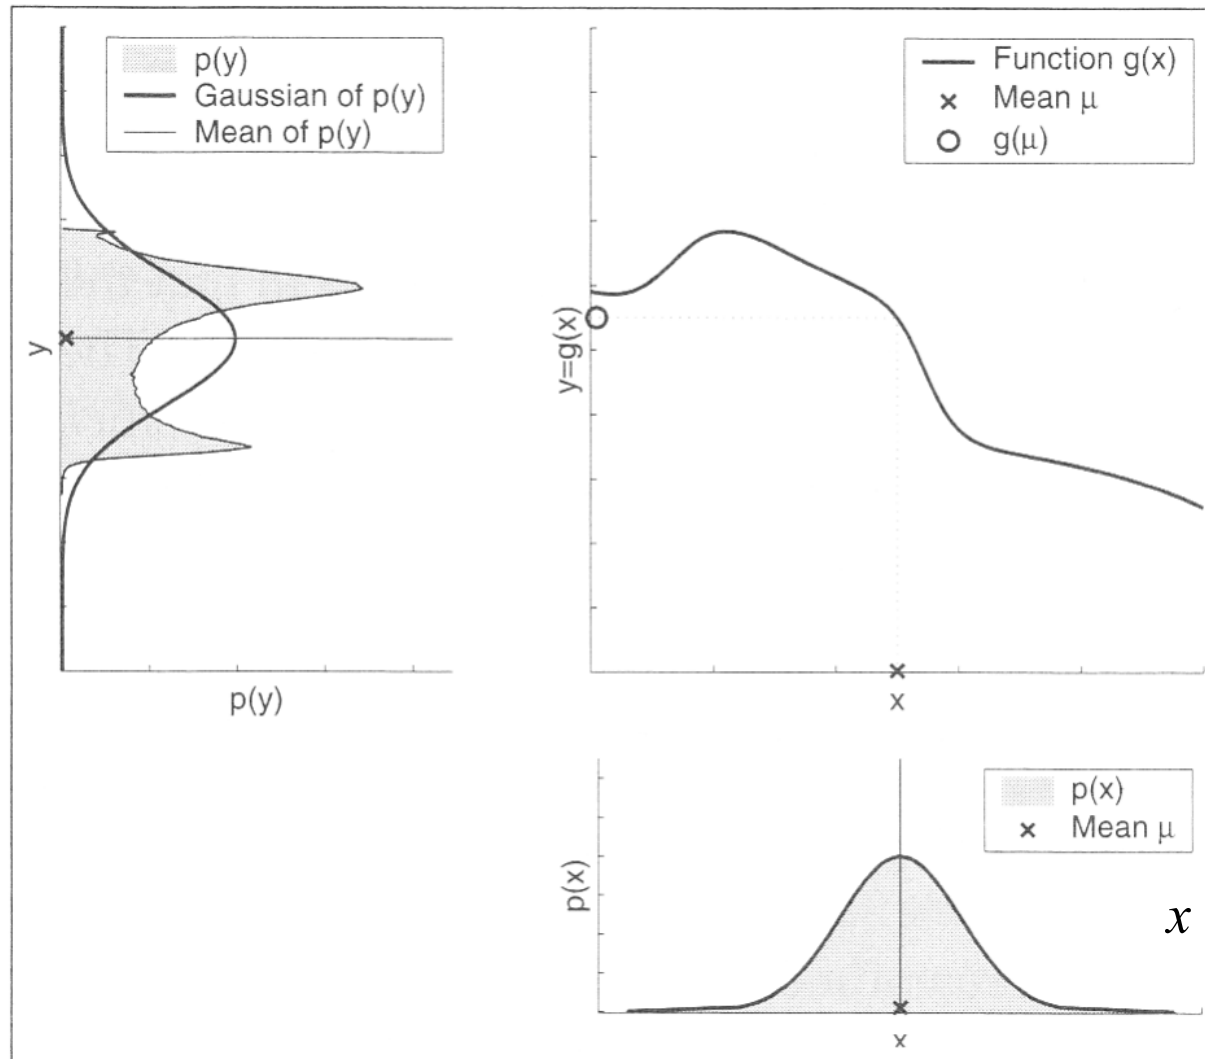 p(y)
Gaussian of p(y)
Mean of p(y)
y
p(y)
Function g(x)
Mean μ
g(μ)
y=g(x)
x
p(x)
Mean μ
p(x)
x
x